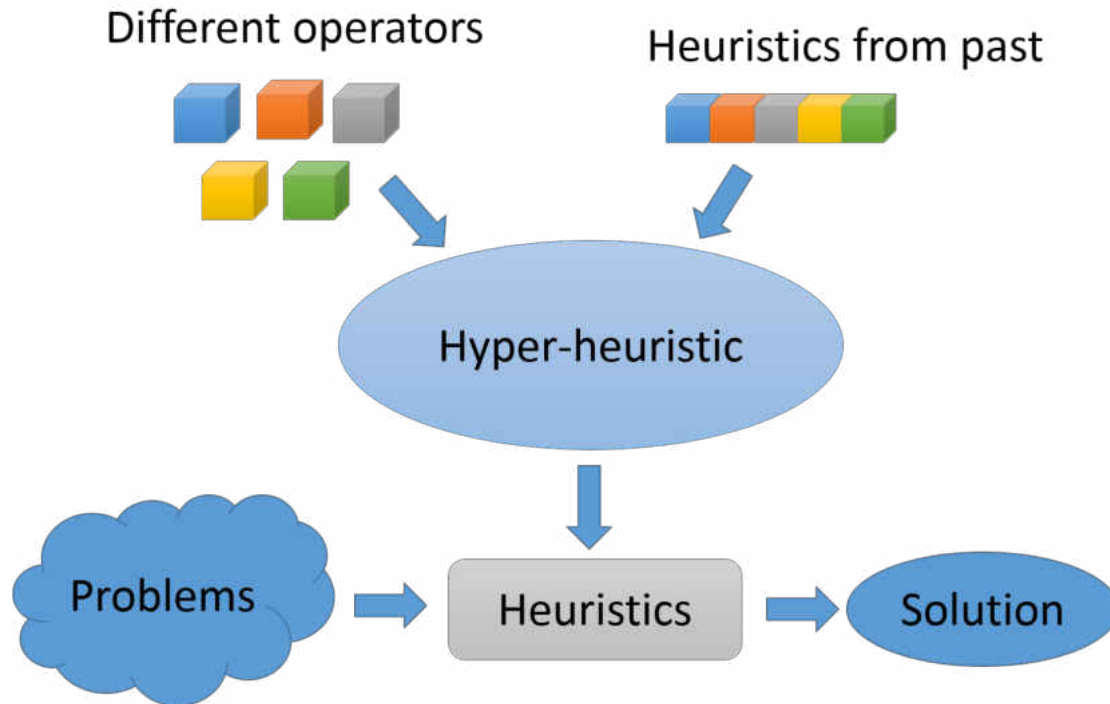 Different operators
Heuristics from past
Hyper-heuristic
Problems
Heuristics
Solution